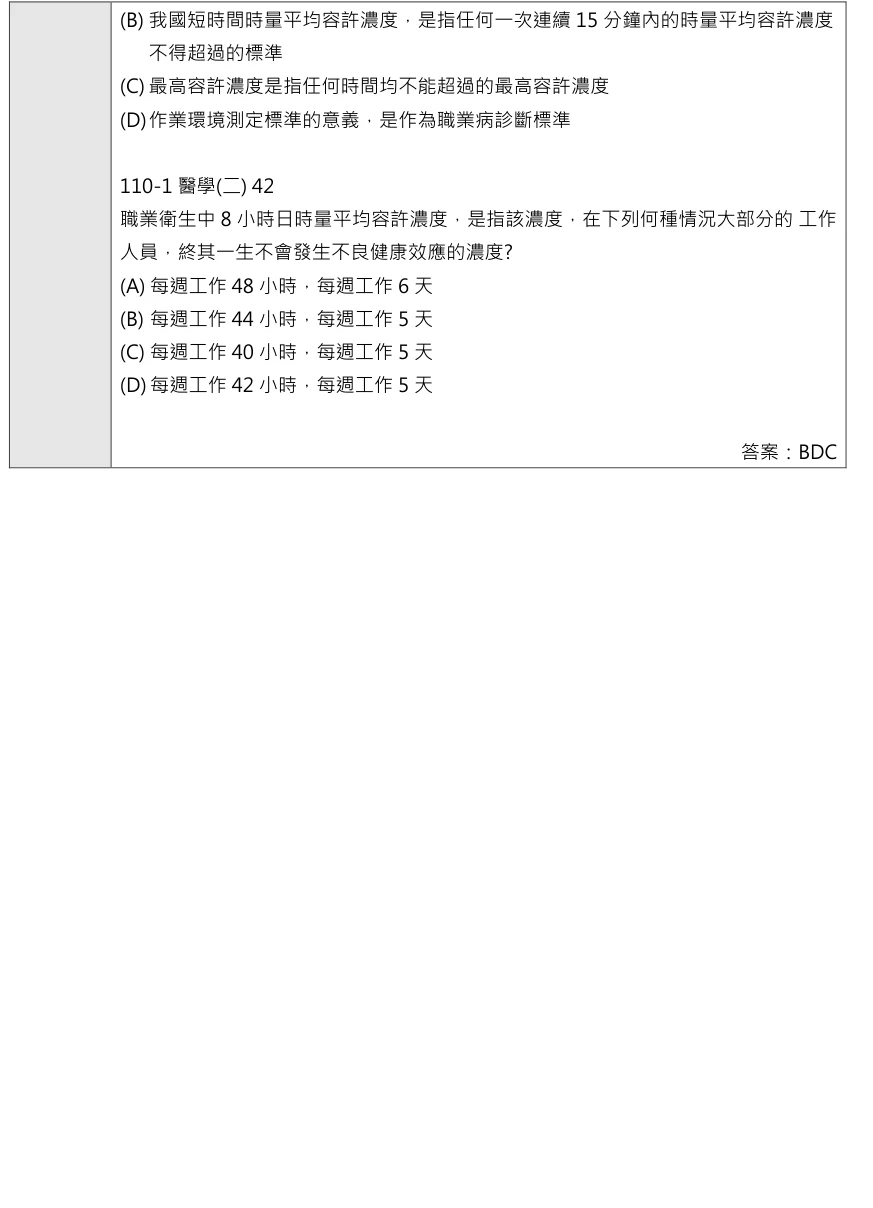 (B) 我國短時間時量平均容許濃度，是指任何一次連續 15 分鐘內的時量平均容許濃度
不得超過的標準
(C) 最高容許濃度是指任何時間均不能超過的最高容許濃度
(D)作業環境測定標準的意義，是作為職業病診斷標準
110-1 醫學(二) 42
職業衛生中 8 小時日時量平均容許濃度，是指該濃度，在下列何種情況大部分的 工作
人員，終其一生不會發生不良健康效應的濃度?
(A) 每週工作 48 小時，每週工作 6 天
(B) 每週工作 44 小時，每週工作 5 天
(C) 每週工作 40 小時，每週工作 5 天
(D) 每週工作 42 小時，每週工作 5 天
答案：BDC